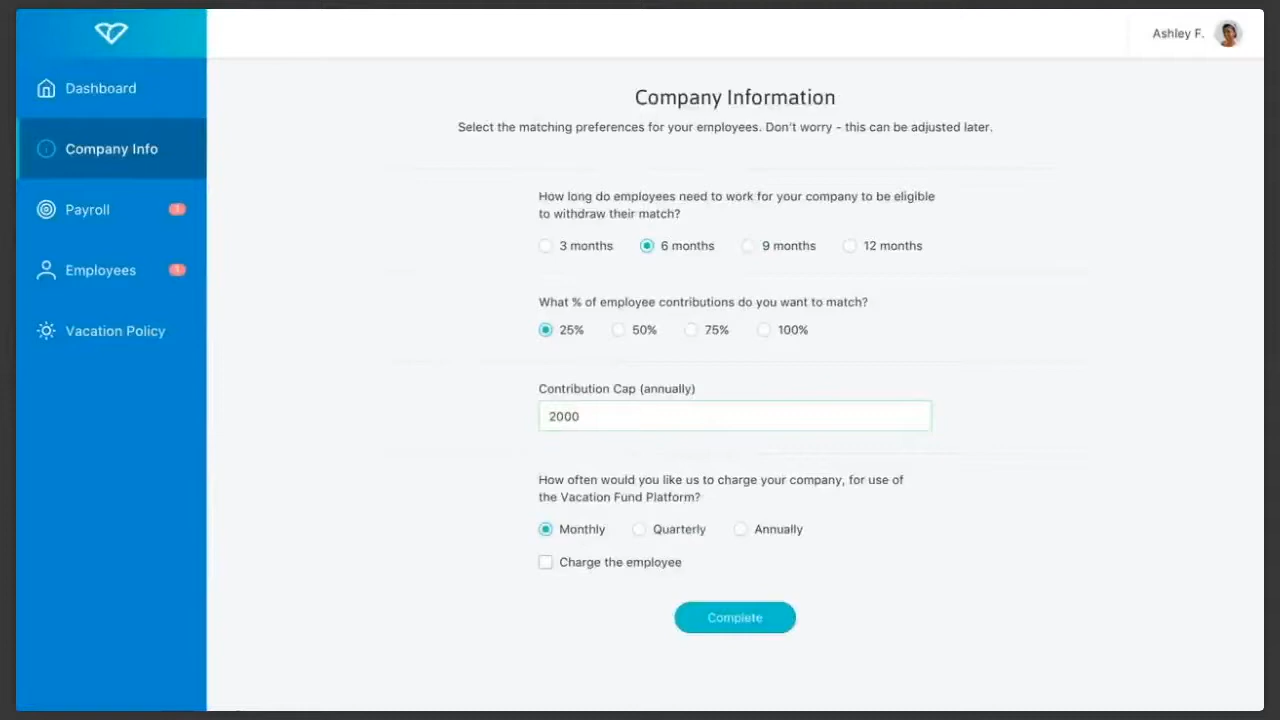 Ashley F.
Dashboard
Company Info
Payroll
1
Employees
1
Vacation Policy
Company Information
Select the matching preferences for your employees. Don't worry - this can be adjusted later.
How long do employees need to work for your company to be eligible
to withdraw their match?
3 months 6 months 9 months 12 months
What % of employee contributions do you want to match?
25% 50% 75% 100%
Contribution Cap (annually)
2000
How often would you like us to charge your company, for use of
the Vacation Fund Platform?
Monthly Quarterly Annually
Charge the employee
Complete